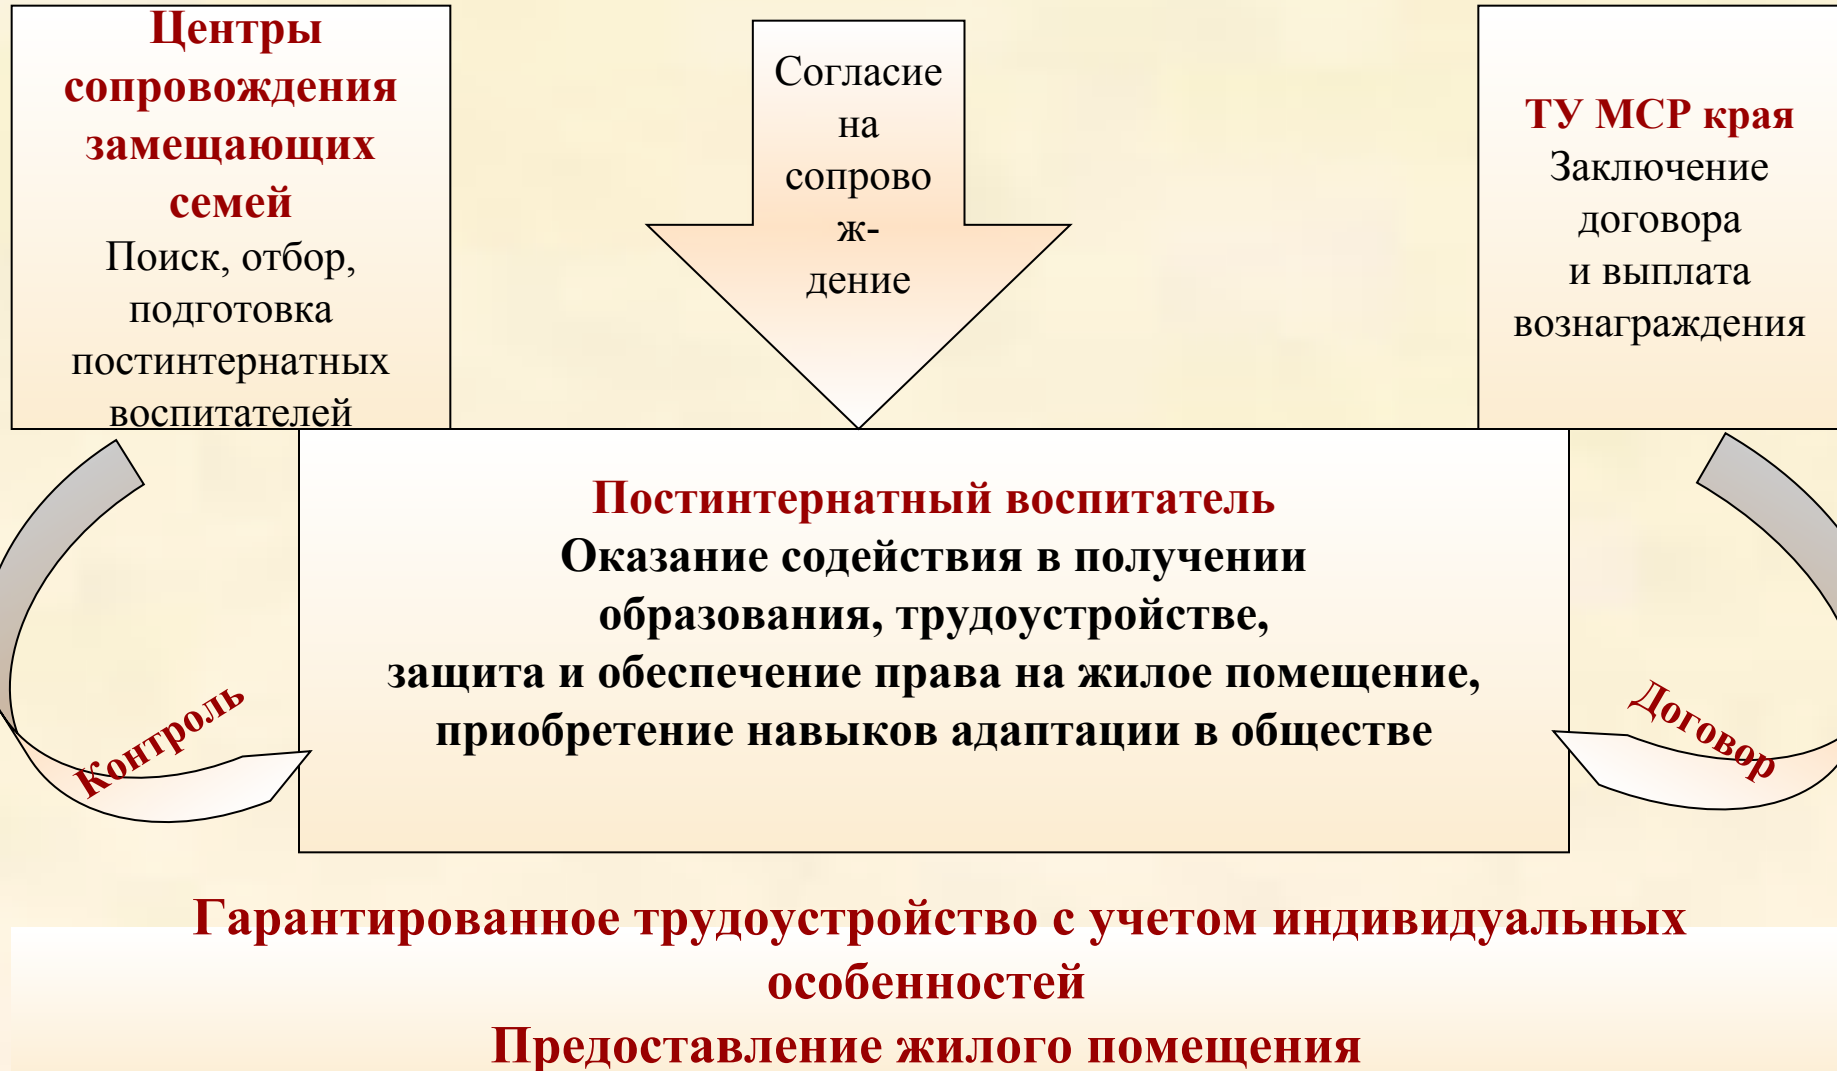 Центры
сопровождения
замещающих
семей
Поиск, отбор,
подготовка
постинтернатных
воспитателей
Согласие
на
сопрово
ж-
дение
ТУ МСР края
Заключение
договора
и выплата
вознаграждения
Постинтернатный воспитатель
Оказание содействия в получении
образования, трудоустройстве,
защита и обеспечение права на жилое помещение,
приобретение навыков адаптации в обществе
Контроль
Договор
Гарантированное трудоустройство с учетом индивидуальных
особенностей
Предоставление жилого помещения